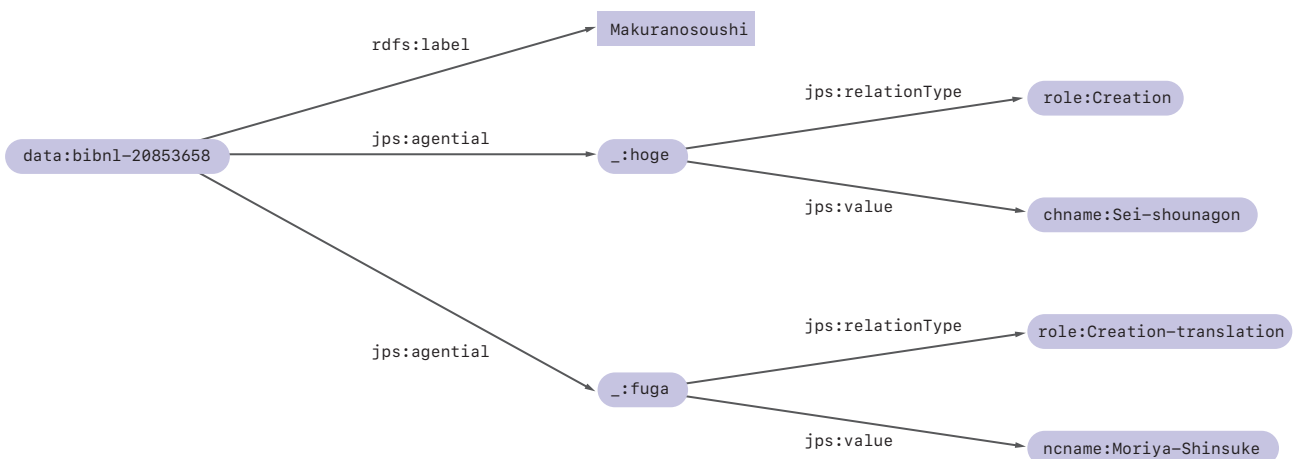 Makuranosoushi
rdfs:label
jps:relationType
role:Creation
jps:agential
data:bibnl-20853658
_:hoge
jps:value
chname:Sei-shounagon
jps:relationType
role:Creation-translation
jps:agential
_:fuga
jps:value
ncname:Moriya-Shinsuke